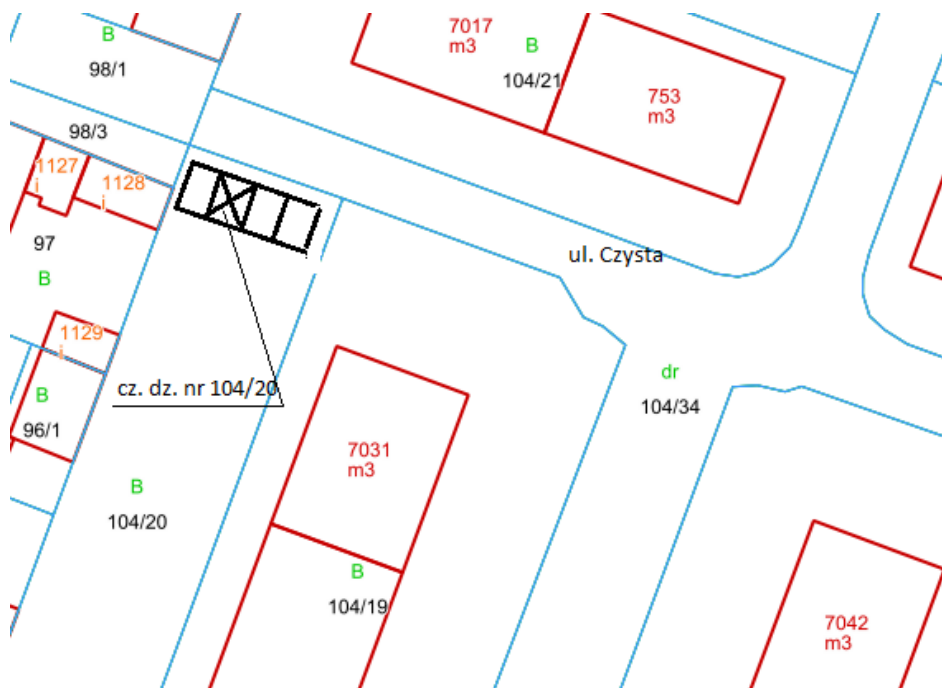 B
98/1
7017
m3
B
104/21
753
m3
98/3
1127
i
1128
i
97
B
ul. Czysta
1129
i
cz. dz. nr 104/20
B
96/1
dr
104/34
7031
m3
B
104/20
B
104/19
7042
m3